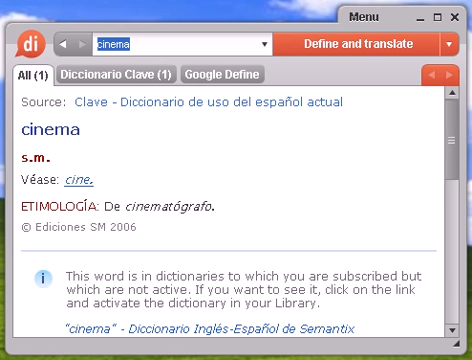 Menu
di
cinema
Define and translate
All (1)
Diccionario Clave (1)
Google Define
Source: Clave - Diccionario de uso del español actual
cinema
s.m.
Véase: cine.
ETIMOLOGÍA: De cinematógrafo.
© Ediciones SM 2006
i
This word is in dictionaries to which you are subscribed but
which are not active. If you want to see it, click on the link
and activate the dictionary in your Library.
"cinema" - Diccionario Inglés-Español de Semantix